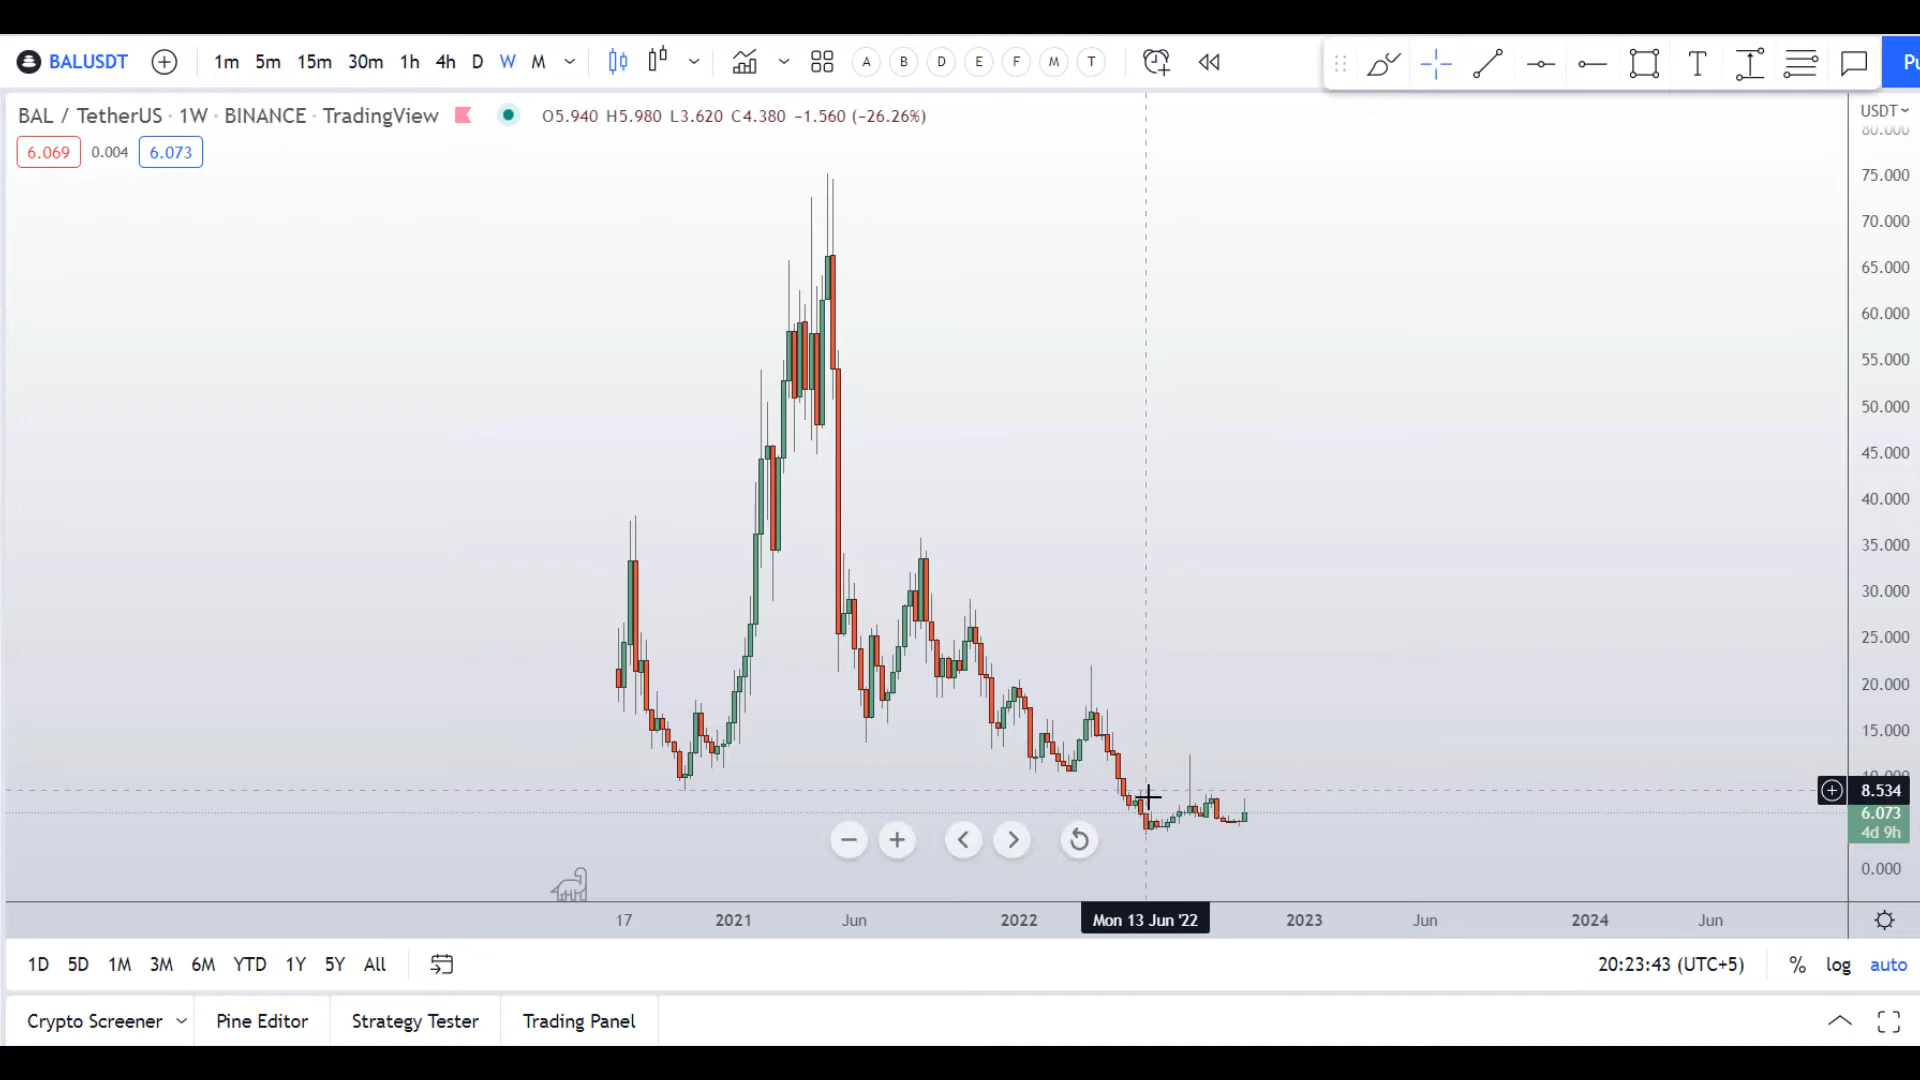 BALUSDT 1m 5m 15m 30m 1h 4h D W M A B D E F M T T
BAL / TetherUS · 1W · BINANCE · TradingView O5.940 H5.980 L3.620 C4.380 −1.560 (−26.26%)
USDT
6.069 0.004 6.073
80.000
75.000
70.000
65.000
60.000
55.000
50.000
45.000
40.000
35.000
30.000
25.000
20.000
15.000
10.000
8.534
6.073
4d 9h
0.000
17 2021 Jun 2022 Mon 13 Jun '22 2023 Jun 2024 Jun
1D 5D 1M 3M 6M YTD 1Y 5Y All 20:23:43 (UTC+5) % log auto
Crypto Screener Pine Editor Strategy Tester Trading Panel